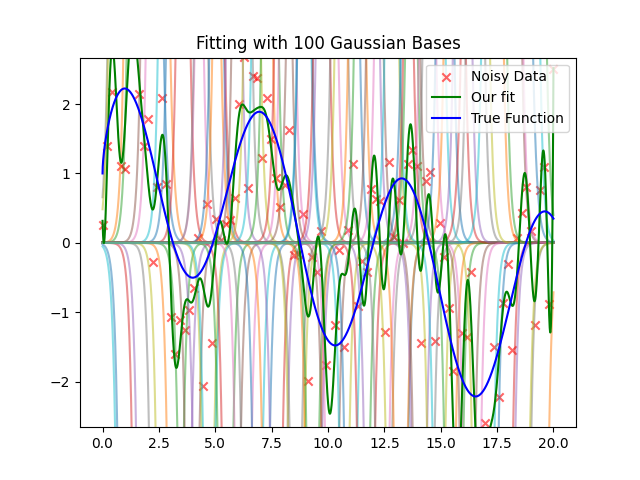 Fitting with 100 Gaussian Bases
Noisy Data
Our fit
True Function
2
1
0
−1
−2
0.0 2.5 5.0 7.5 10.0 12.5 15.0 17.5 20.0